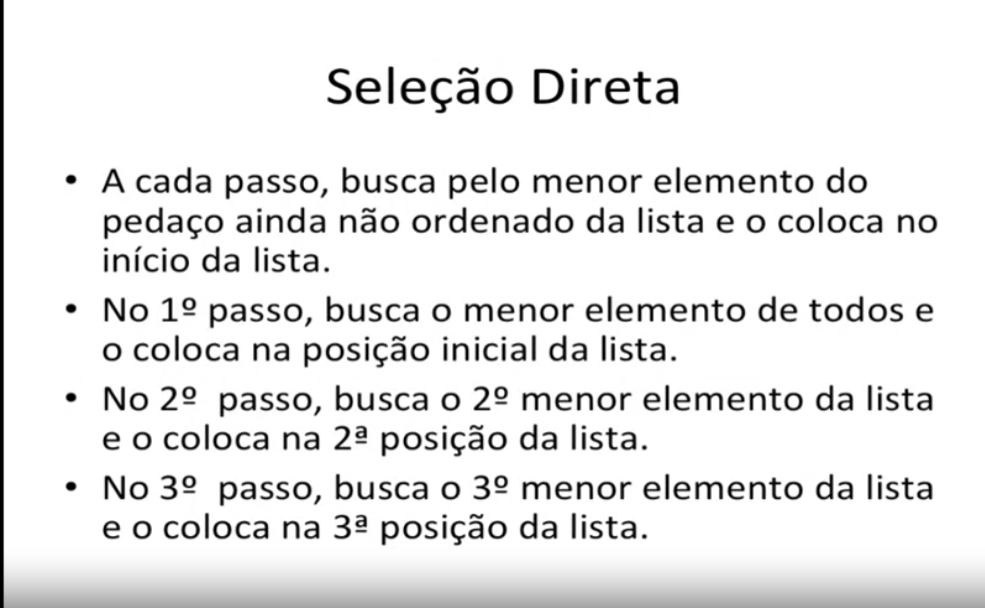 Seleção Direta
• A cada passo, busca pelo menor elemento do
pedaço ainda não ordenado da lista e o coloca no
início da lista.
• No 1º passo, busca o menor elemento de todos e
o coloca na posição inicial da lista.
• No 2º  passo, busca o 2º menor elemento da lista
e o coloca na 2ª posição da lista.
• No 3º  passo, busca o 3º menor elemento da lista
e o coloca na 3ª posição da lista.